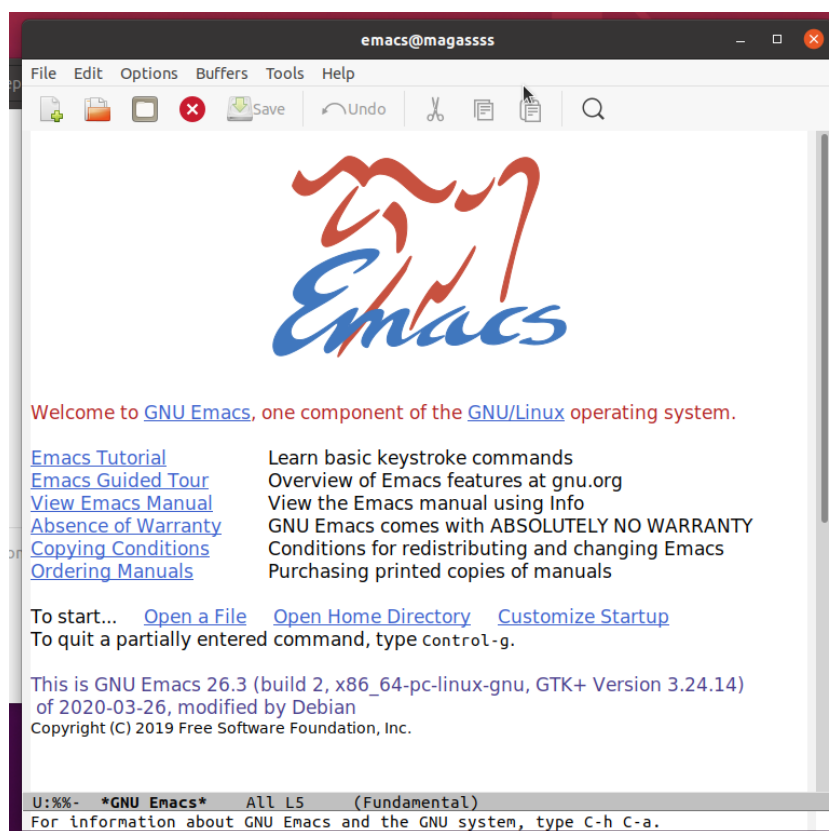 emacs@magassss
File Edit Options Buffers Tools Help
Save Undo
Emacs
Welcome to GNU Emacs, one component of the GNU/Linux operating system.
Emacs Tutorial Learn basic keystroke commands
Emacs Guided Tour Overview of Emacs features at gnu.org
View Emacs Manual View the Emacs manual using Info
Absence of Warranty GNU Emacs comes with ABSOLUTELY NO WARRANTY
Copying Conditions Conditions for redistributing and changing Emacs
Ordering Manuals Purchasing printed copies of manuals
To start... Open a File Open Home Directory Customize Startup
To quit a partially entered command, type Control-g.
This is GNU Emacs 26.3 (build 2, x86_64-pc-linux-gnu, GTK+ Version 3.24.14)
of 2020-03-26, modified by Debian
Copyright (C) 2019 Free Software Foundation, Inc.
U:%%- *GNU Emacs* All L5 (Fundamental)
For information about GNU Emacs and the GNU system, type C-h C-a.